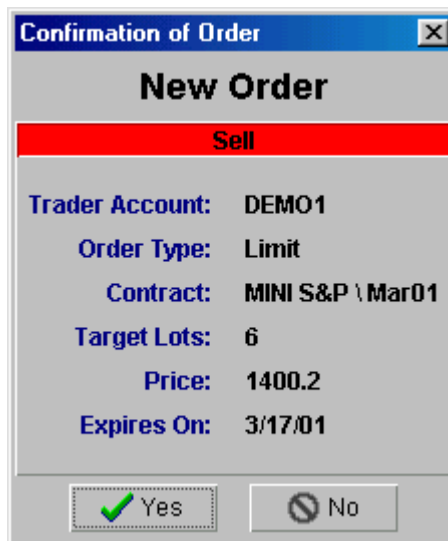 Confirmation of Order
New Order
Sell
Trader Account: DEMO1
Order Type: Limit
Contract: MINI S&P \ Mar01
Target Lots: 6
Price: 1400.2
Expires On: 3/17/01
Yes No